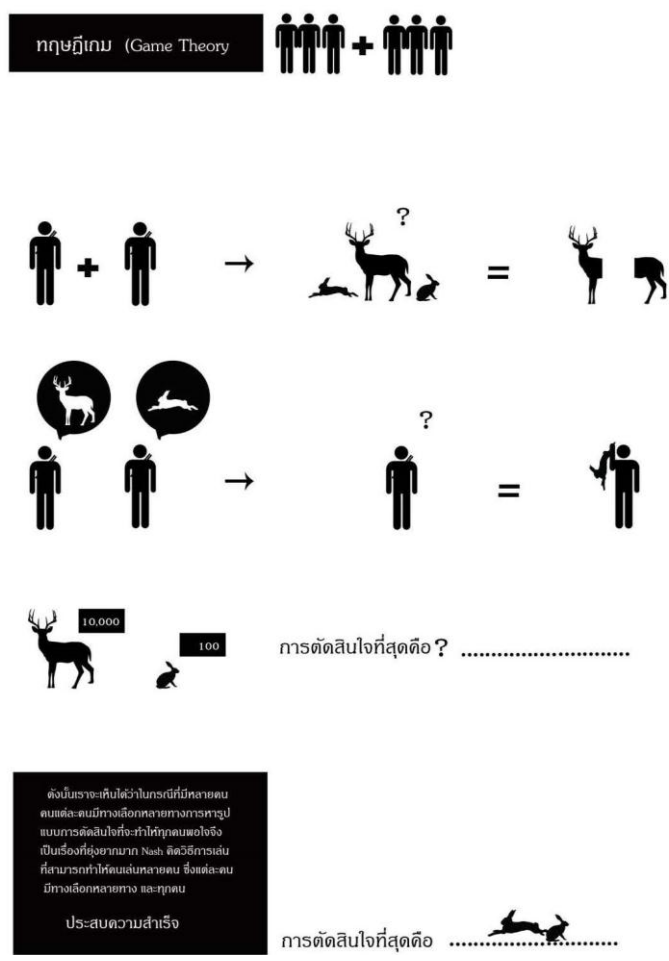 ทฤษฎีเกม (Game Theory
?
?
10,000
100
การตัดสินใจที่สุดคือ ? ..............................
ดังนั้นเราจะเห็นได้ว่าในกรณีที่มีหลายคน
คนแต่ละคนมีทางเลือกหลายทางการหารูป
แบบการตัดสินใจที่จะทำให้ทุกคนพอใจจึง
เป็นเรื่องที่ยุ่งยากมาก Nash คิดวิธีการเล่น
ที่สามารถทำให้คนเล่นหลายคน ซึ่งแต่ละคน
มีทางเลือกหลายทาง และทุกคน
ประสบความสำเร็จ
การตัดสินใจที่สุดคือ ..............................